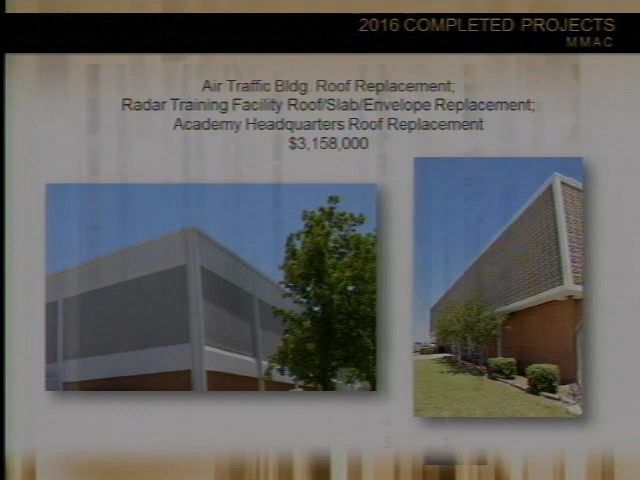 2016 COMPLETED PROJECTS
MMAC
Air Traffic Bldg. Roof Replacement;
Radar Training Facility Roof/Slab/Envelope Replacement;
Academy Headquarters Roof Replacement
$3,158,000